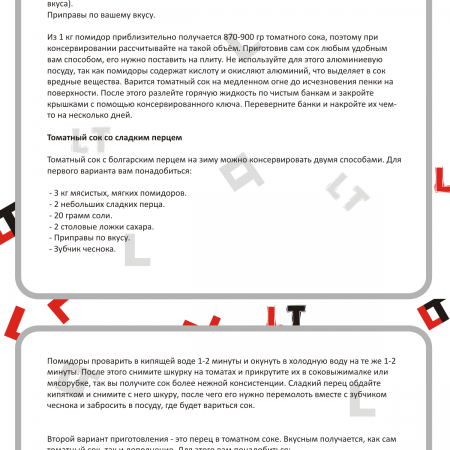 вкуса).
Приправы по вашему вкусу.
Из 1 кг помидор приблизительно получается 870-900 гр томатного сока, поэтому при
консервировании рассчитывайте на такой объём. Приготовив сам сок любым удобным
вам способом, его нужно поставить на плиту. Не используйте для этого алюминиевую
посуду, так как помидоры содержат кислоту и окисляют алюминий, что выделяет в сок
вредные вещества. Варится томатный сок на медленном огне до исчезновения пенки на
поверхности. После этого разлейте горячую жидкость по чистым банкам и закройте
крышками с помощью консервированного ключа. Переверните банки и накройте их чем-
то на несколько дней.
Томатный сок со сладким перцем
Томатный сок с болгарским перцем на зиму можно консервировать двумя способами. Для
первого варианта вам понадобиться:
- 3 кг мясистых, мягких помидоров.
- 2 небольших сладких перца.
- 20 грамм соли.
- 2 столовые ложки сахара.
- Приправы по вкусу.
- Зубчик чеснока.
LT
Помидоры проварить в кипящей воде 1-2 минуты и окунуть в холодную воду на те же 1-2
минуты. После этого снимите шкурку на томатах и прикрутите их в соковыжималке или
мясорубке, так вы получите сок более нежной консистенции. Сладкий перец обдайте
кипятком и снимите с него шкуру, после чего его нужно перемолоть вместе с зубчиком
чеснока и забросить в посуду, где будет вариться сок.
Второй вариант приготовления - это перец в томатном соке. Вкусным получается, как сам
томатный сок, так и дополнение. Для этого вам понадобиться: